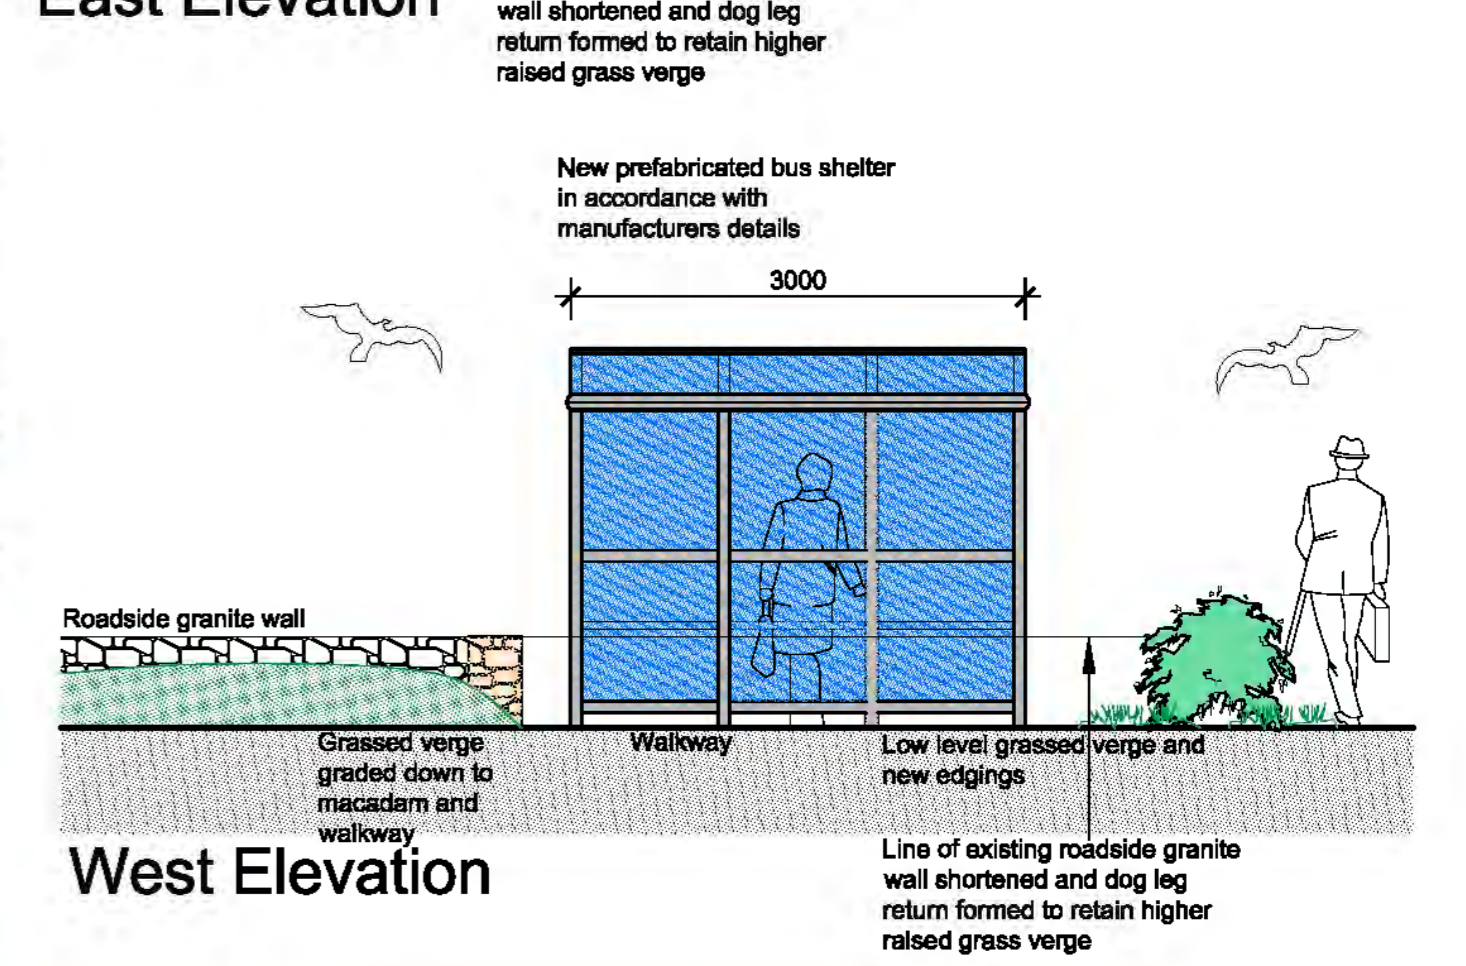 East Elevation
wall shortened and dog leg
return formed to retain higher
raised grass verge
New prefabricated bus shelter
in accordance with
manufacturers details
3000
Roadside granite wall
Grassed verge
graded down to
macadam and
walkway
Walkway
Low level grassed verge and
new edgings
West Elevation
Line of existing roadside granite
wall shortened and dog leg
return formed to retain higher
raised grass verge